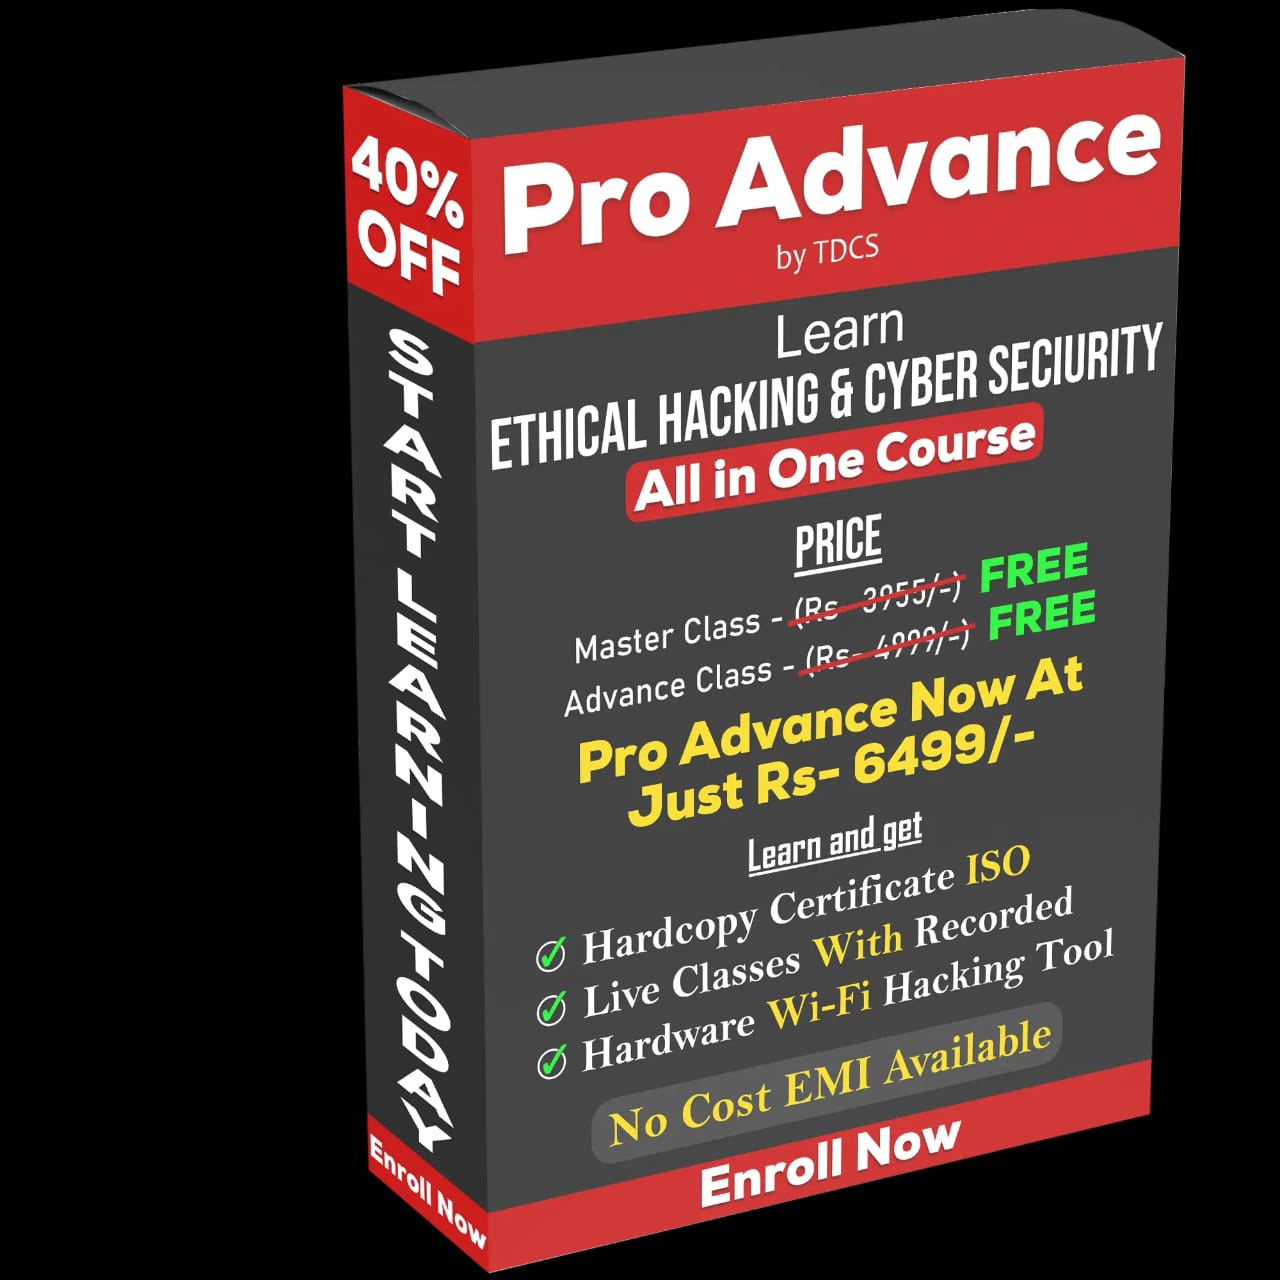 40%
OFF
START LEARNING TODAY
Enroll Now
Pro Advance
by TDCS
Learn
ETHICAL HACKING & CYBER SECIURITY
All in One Course
PRICE
Master Class - (Rs- 3955/-) FREE
Advance Class - (Rs- 4999/-) FREE
Pro Advance Now At
Just Rs- 6499/-
Learn and get
Hardcopy Certificate ISO
Live Classes With Recorded
Hardware Wi-Fi Hacking Tool
No Cost EMI Available
Enroll Now